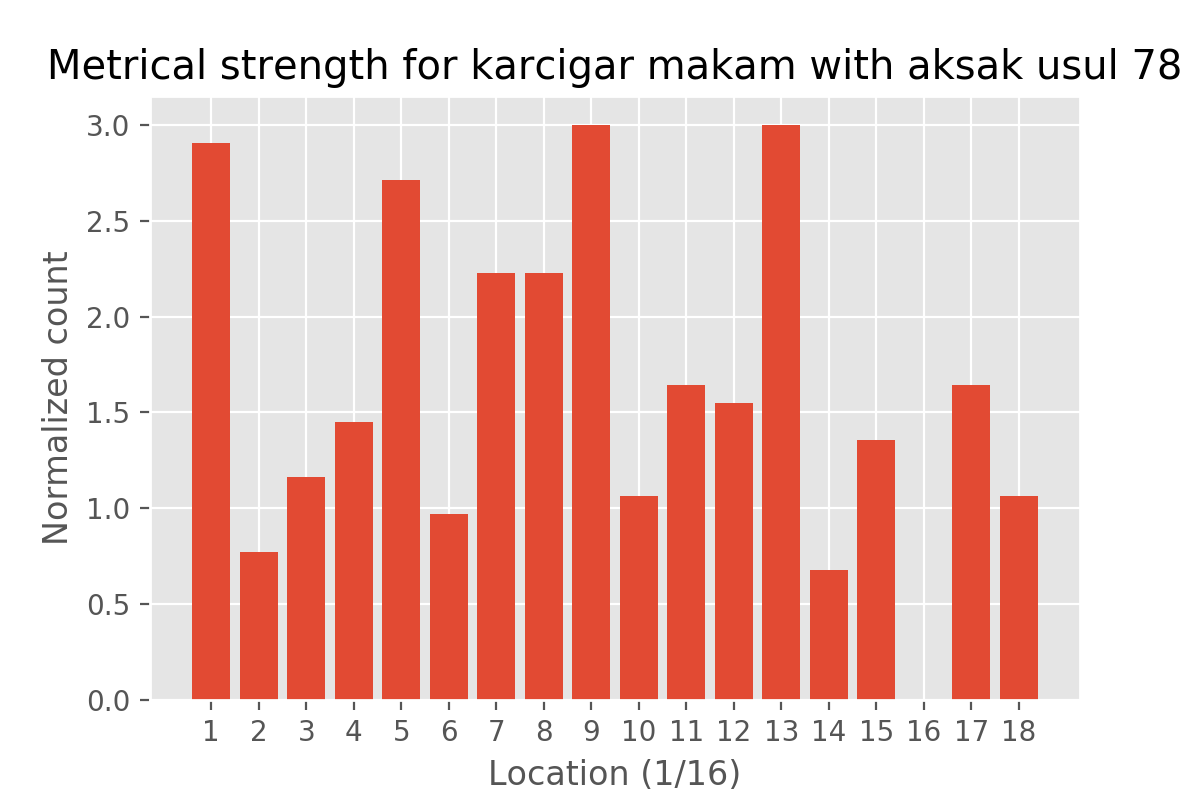 Metrical strength for karcigar makam with aksak usul 78
Normalized count
3.0
2.5
2.0
1.5
1.0
0.5
0.0
1 2 3 4 5 6 7 8 9 10 11 12 13 14 15 16 17 18
Location (1/16)